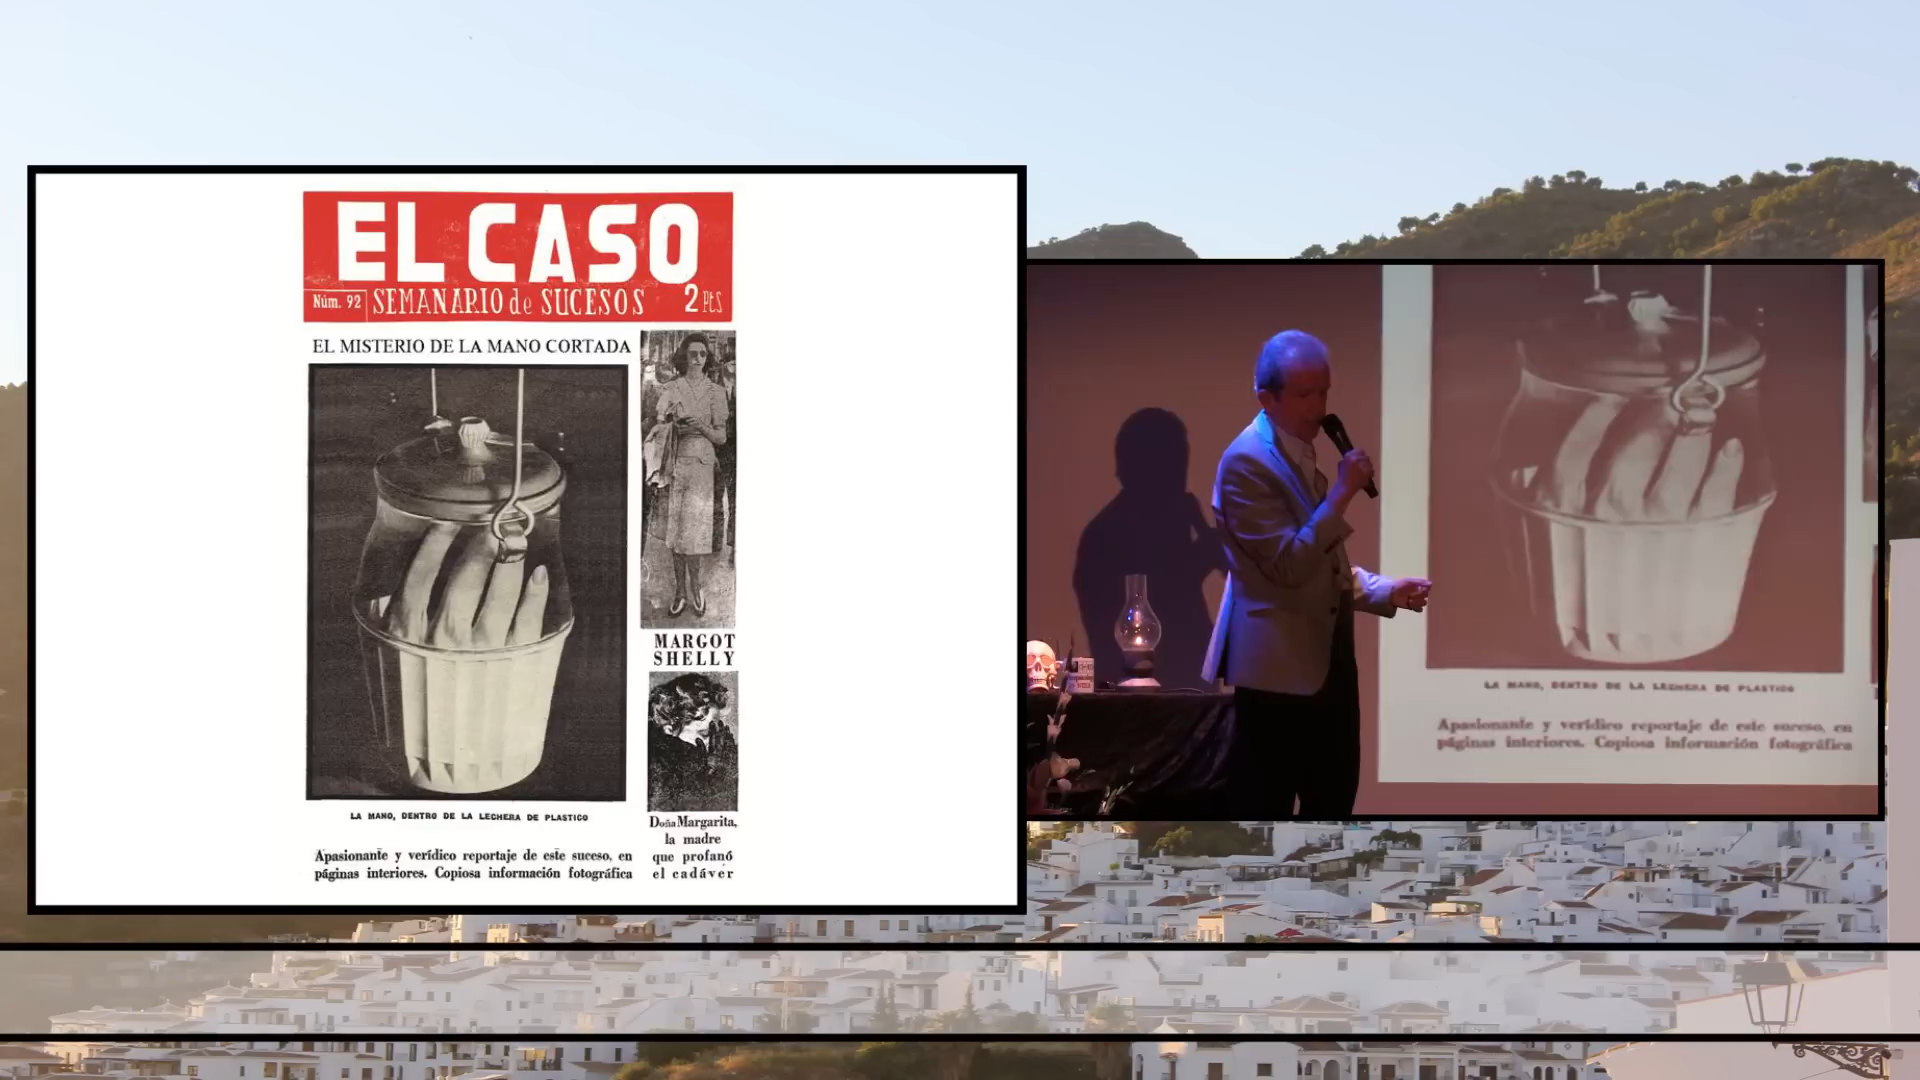 EL CASO
Núm. 92 SEMANARIO de SUCESOS 2 Pts
EL MISTERIO DE LA MANO CORTADA
LA MANO, DENTRO DE LA LECHERA DE PLASTICO
Apasionante y verídico reportaje de este suceso, en
páginas interiores. Copiosa información fotográfica
MARGOT
SHELLY
Doña Margarita,
la madre
que profanó
el cadáver
LA MANO, DENTRO DE LA LECHERA DE PLASTICO
Apasionante y verídico reportaje de este suceso, en
páginas interiores. Copiosa información fotográfica